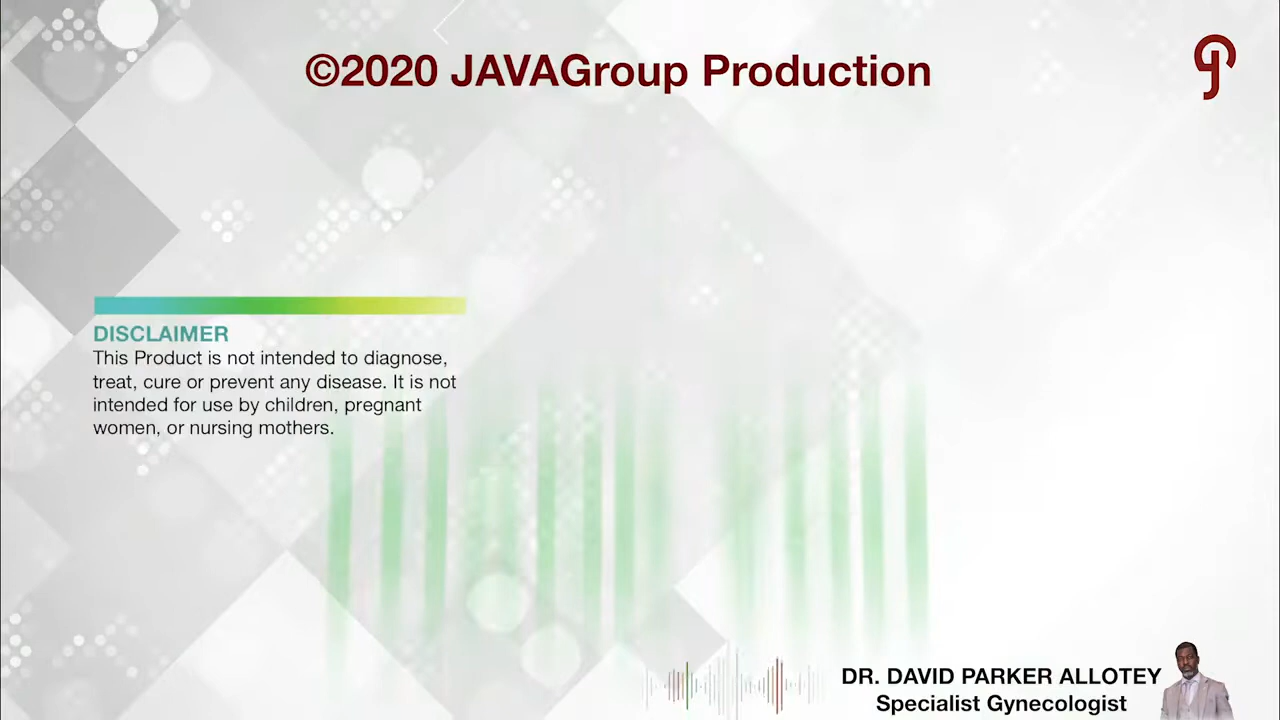 ©2020 JAVAGroup Production
DISCLAIMER
This Product is not intended to diagnose,
treat, cure or prevent any disease. It is not
intended for use by children, pregnant
women, or nursing mothers.
DR. DAVID PARKER ALLOTEY
Specialist Gynecologist